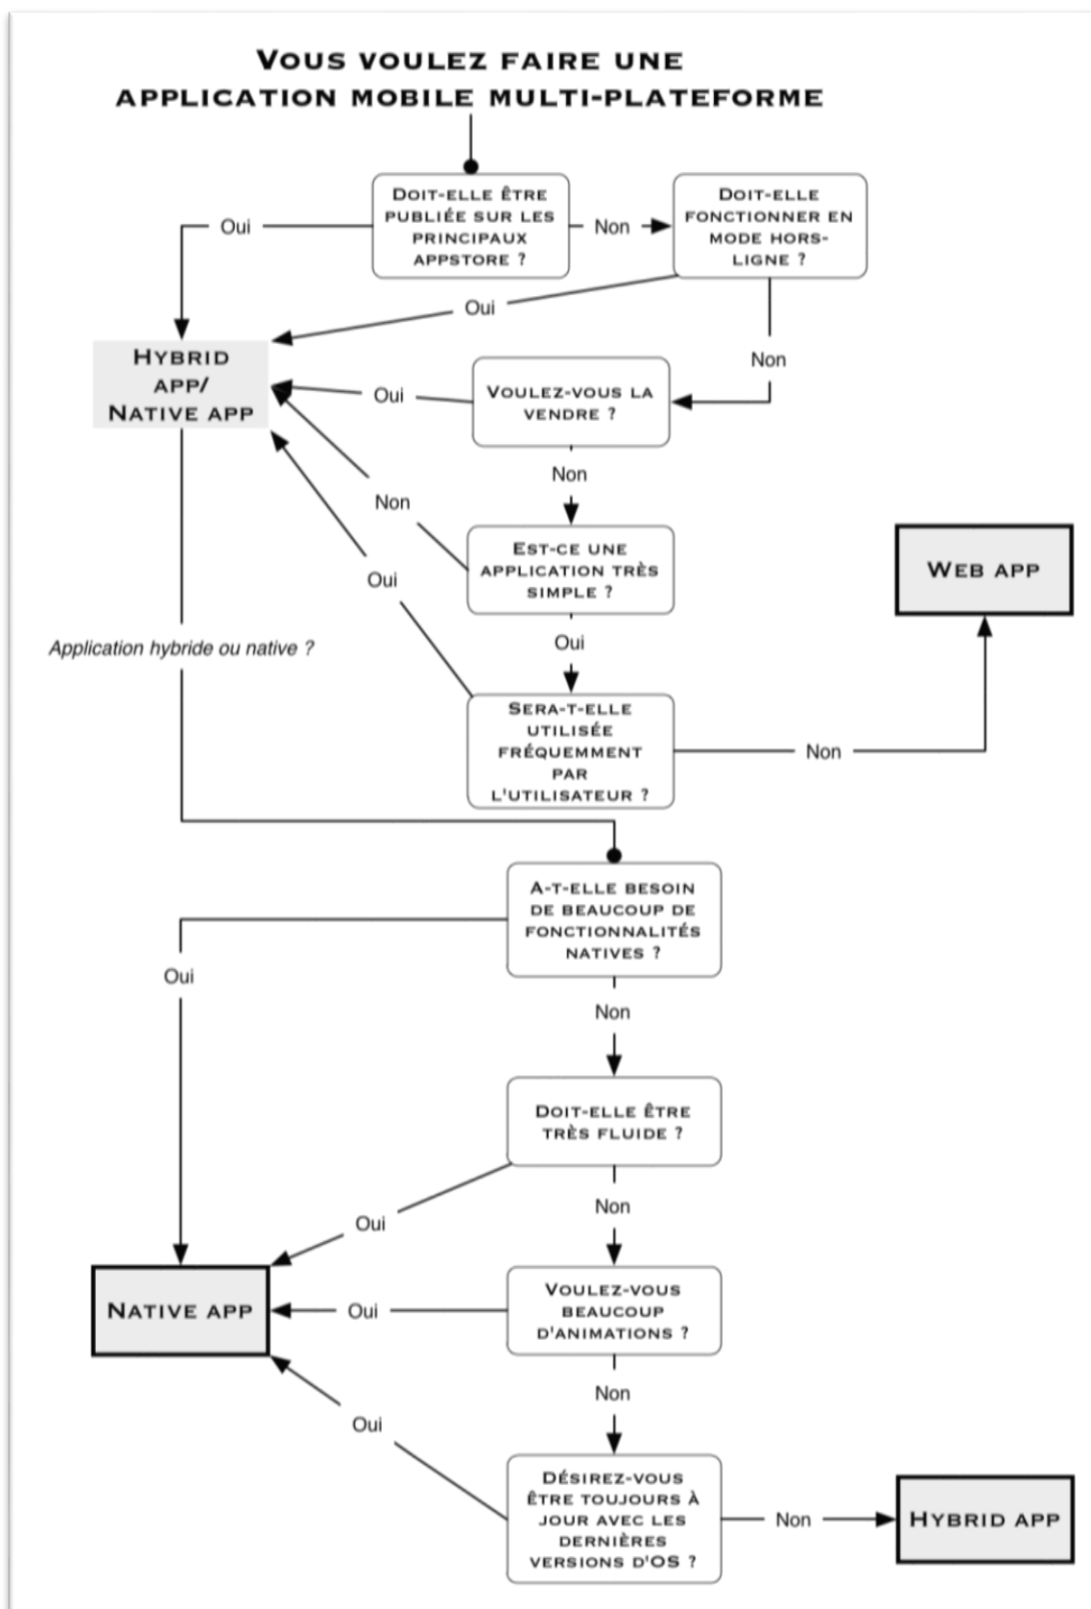 VOUS VOULEZ FAIRE UNE
APPLICATION MOBILE MULTI-PLATEFORME
DOIT-ELLE ÊTRE
PUBLIÉE SUR LES
PRINCIPAUX
APPSTORE ?
Oui
Non
DOIT-ELLE
FONCTIONNER EN
MODE HORS-
LIGNE ?
Oui
Non
HYBRID
APP/
NATIVE APP
VOULEZ-VOUS LA
VENDRE ?
Oui
Non
EST-CE UNE
APPLICATION TRÈS
SIMPLE ?
Non
Oui
WEB APP
Application hybride ou native ?
SERA-T-ELLE
UTILISÉE
FRÉQUEMMENT
PAR
L'UTILISATEUR ?
Oui
Non
A-T-ELLE BESOIN
DE BEAUCOUP DE
FONCTIONNALITÉS
NATIVES ?
Oui
Non
DOIT-ELLE ÊTRE
TRÈS FLUIDE ?
Oui
Non
NATIVE APP
VOULEZ-VOUS
BEAUCOUP
D'ANIMATIONS ?
Oui
Non
DÉSIREZ-VOUS
ÊTRE TOUJOURS À
JOUR AVEC LES
DERNIÈRES
VERSIONS D'OS ?
Oui
Non
HYBRID APP